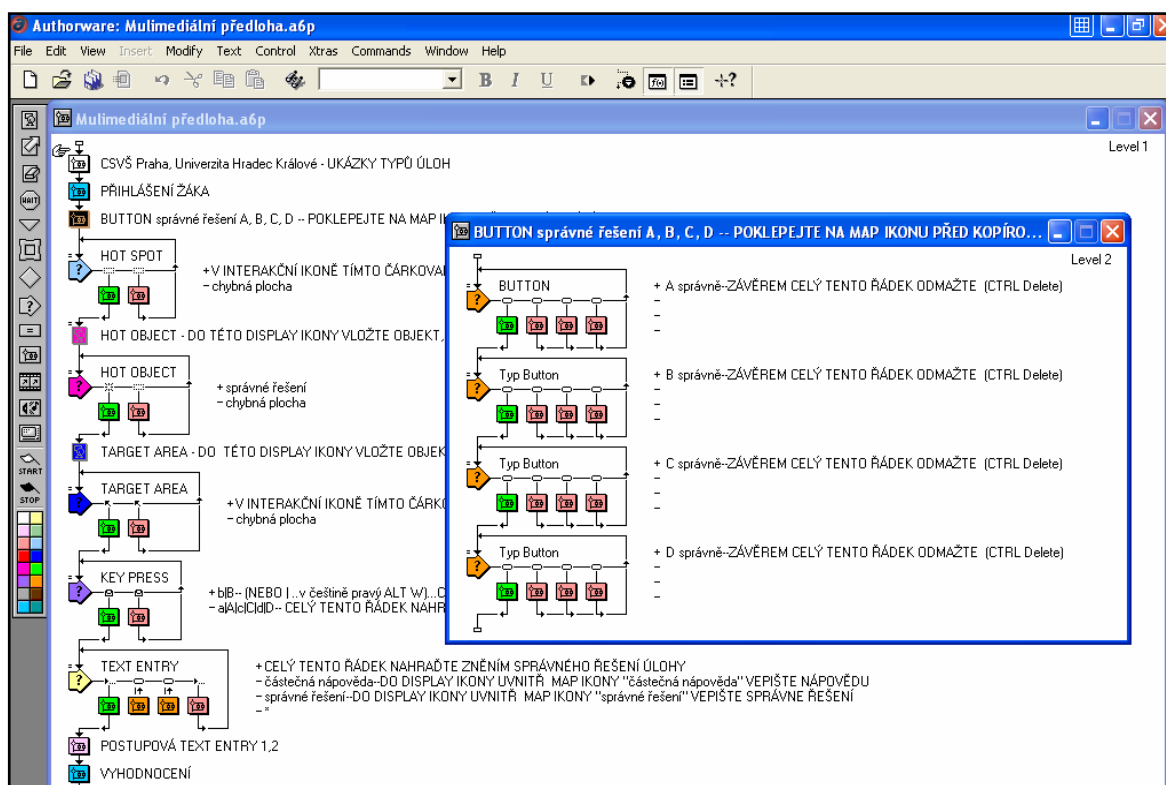 Authorware: Mulimediální předloha.a6p
File Edit View Insert Modify Text Control Xtras Commands Window Help
B I U
Mulimediální předloha.a6p
Level 1
CSVŠ Praha, Univerzita Hradec Králové - UKÁZKY TYPŮ ÚLOH
PŘIHLÁŠENÍ ŽÁKA
BUTTON správné řešení A, B, C, D -- POKLEPEJTE NA MAP
HOT SPOT
+V INTERAKČNÍ IKONĚ TÍMTO
– chybná plocha
HOT OBJECT - DO TÉTO DISPLAY IKONY VLOŽTE OBJEKT,
HOT OBJECT
+ správné řešení
– chybná plocha
TARGET AREA - DO TÉTO DISPLAY IKONY VLOŽTE
TARGET AREA
+V INTERAKČNÍ IKONĚ TÍMTO
– chybná plocha
KEY PRESS
+ b|B-- (NEBO |...v češtině pravý ALT W)...C
– a|A|c|C|d|D-- CELÝ TENTO ŘÁDEK
TEXT ENTRY
+ CELÝ TENTO ŘÁDEK NAHRAĎTE ZNĚNÍM SPRÁVNÉHO ŘEŠENÍ ÚLOHY
– částečná nápověda--DO DISPLAY IKONY UVNITŘ MAP IKONY "částečná nápověda" VEPIŠTE NÁPOVĚDU
– správné řešení--DO DISPLAY IKONY UVNITŘ MAP IKONY "správné řešení" VEPIŠTE SPRÁVNE ŘEŠENÍ
– *
POSTUPOVÁ TEXT ENTRY 1,2
VYHODNOCENÍ
WAIT
START
STOP
BUTTON správné řešení A, B, C, D -- POKLEPEJTE NA MAP IKONU PŘED KOPÍRO...
Level 2
BUTTON
+ A správně--ZÁVĚREM CELÝ TENTO ŘÁDEK ODMAŽTE (CTRL Delete)
–
–
–
Typ Button
+ B správně--ZÁVĚREM CELÝ TENTO ŘÁDEK ODMAŽTE (CTRL Delete)
–
–
–
Typ Button
+ C správně--ZÁVĚREM CELÝ TENTO ŘÁDEK ODMAŽTE (CTRL Delete)
–
–
–
Typ Button
+ D správně--ZÁVĚREM CELÝ TENTO ŘÁDEK ODMAŽTE (CTRL Delete)
–
–
–